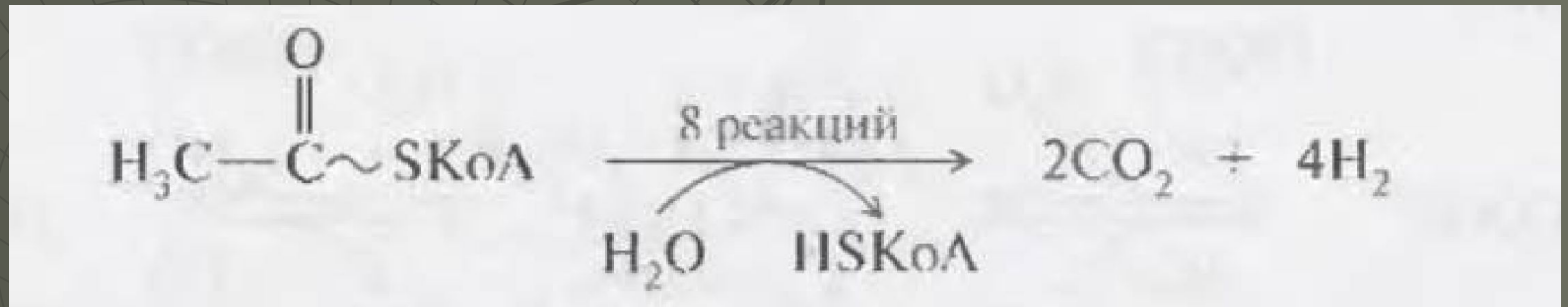 O
8 реакций
H₃C—C~SKoA → 2CO₂ + 4H₂
H₂O HSKoA